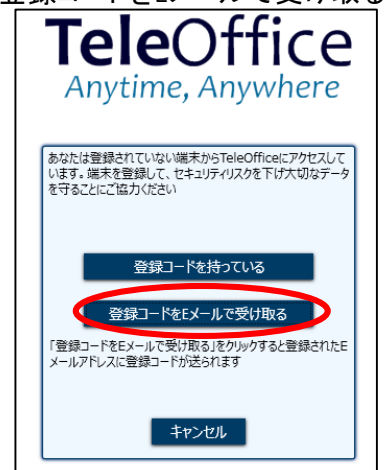 登録コードをEメールで受け取る
TeleOffice
Anytime, Anywhere
あなたは登録されていない端末からTeleOfficeにアクセスして
います。端末を登録して、セキュリティリスクを下げ大切なデータ
を守ることにご協力ください
登録コードを持っている
登録コードをEメールで受け取る
「登録コードをEメールで受け取る」をクリックすると登録されたE
メールアドレスに登録コードが送られます
キャンセル